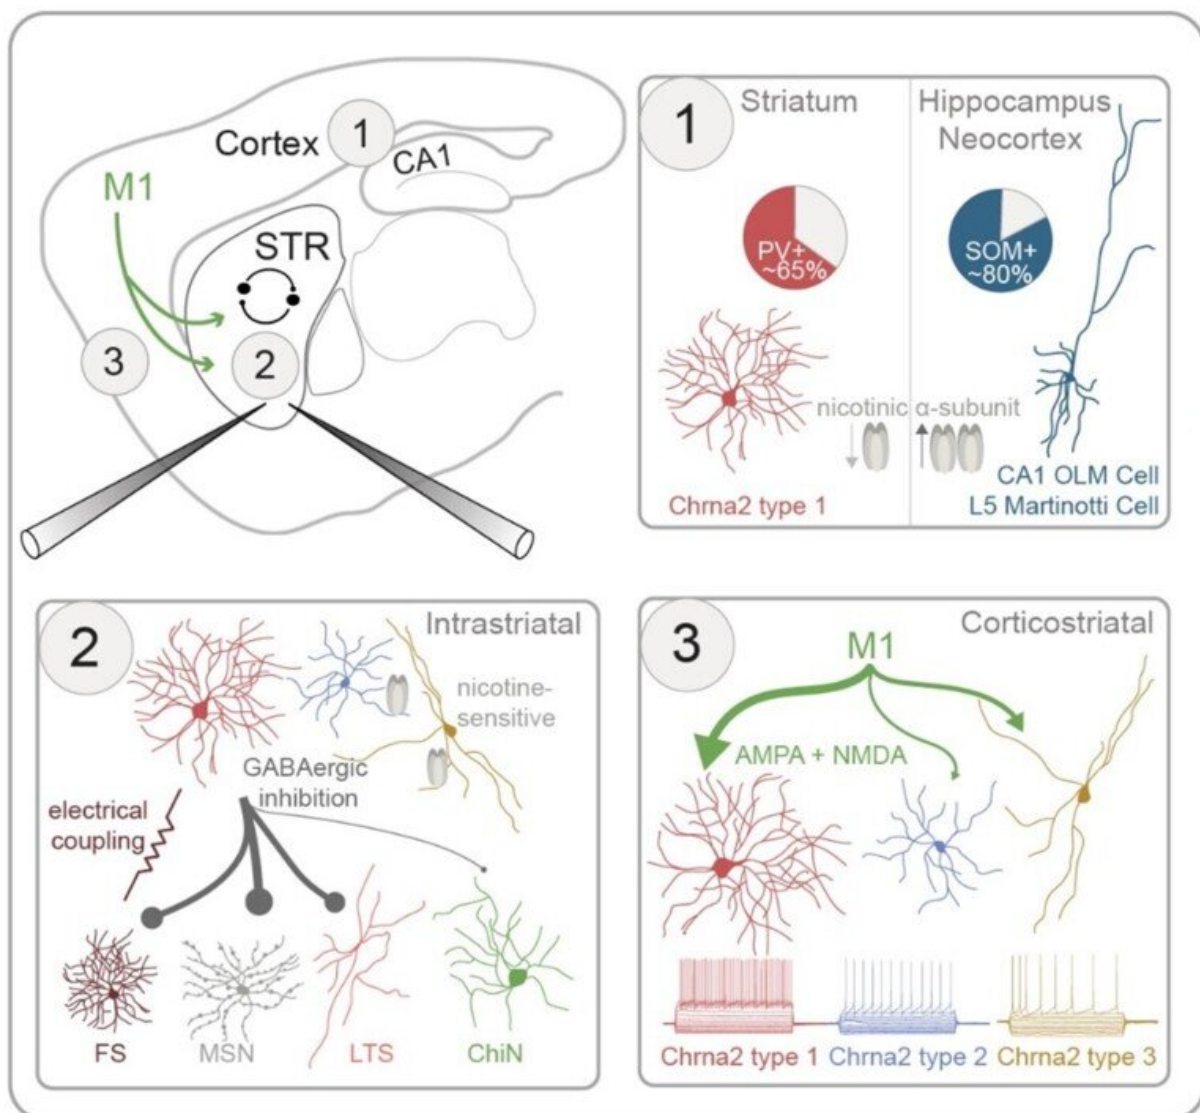 Cortex
1
CA1
M1
STR
3
2
1
Striatum
Hippocampus
Neocortex
PV+
~65%
SOM+
~80%
nicotinic α-subunit
Chrna2 type 1
CA1 OLM Cell
L5 Martinotti Cell
2
Intrastriatal
nicotine-
sensitive
GABAergic
inhibition
electrical
coupling
FS
MSN
LTS
ChiN
3
Corticostriatal
M1
AMPA + NMDA
Chrna2 type 1
Chrna2 type 2
Chrna2 type 3